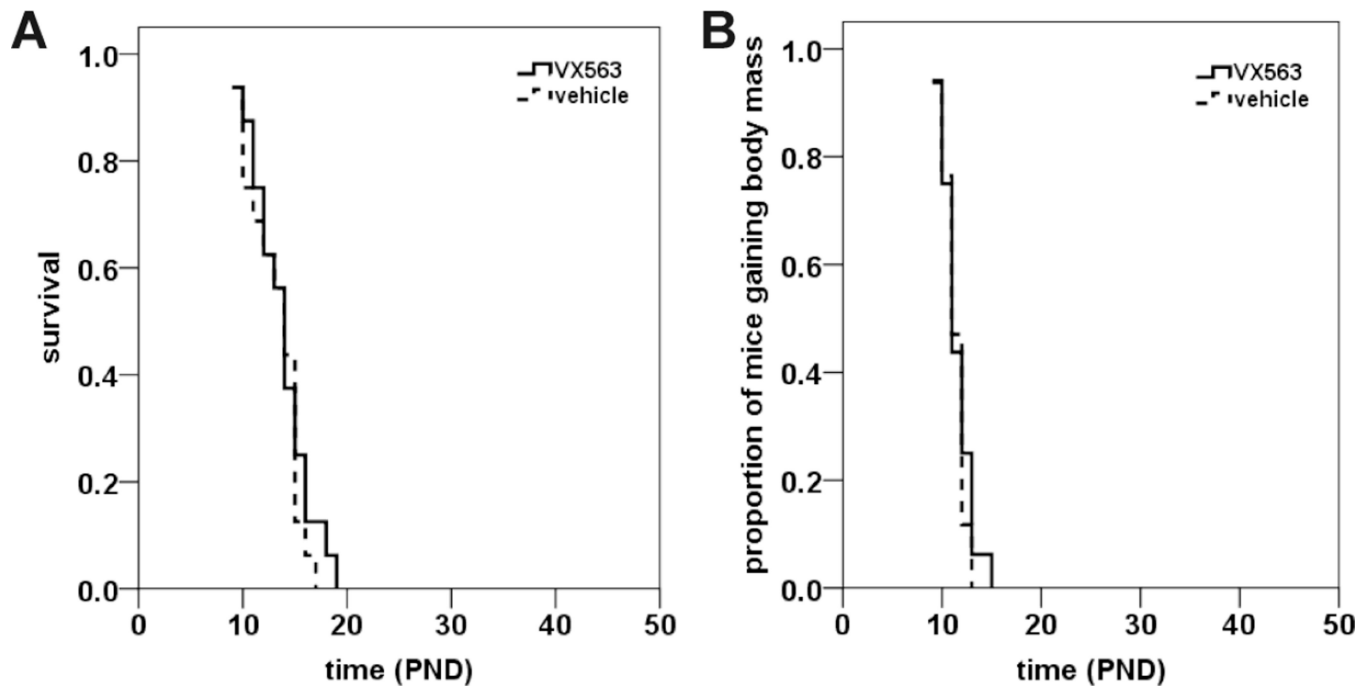 A
survival
1.0
0.8
0.6
0.4
0.2
0.0
VX563
vehicle
0 10 20 30 40 50
time (PND)
B
proportion of mice gaining body mass
1.0
0.8
0.6
0.4
0.2
0.0
VX563
vehicle
0 10 20 30 40 50
time (PND)